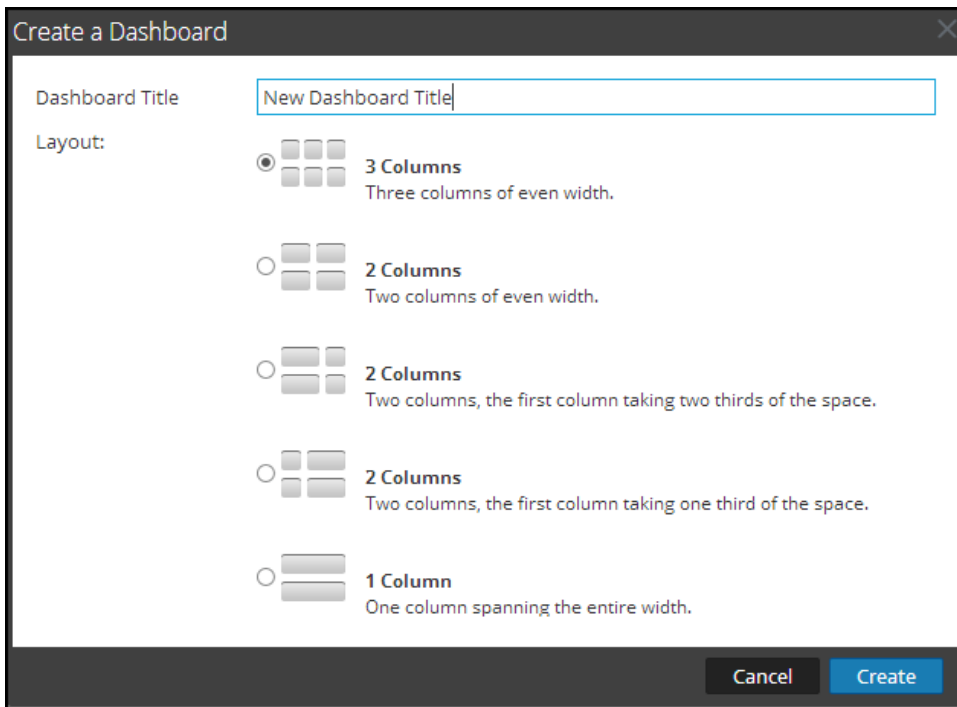 Create a Dashboard
Dashboard Title
New Dashboard Title
Layout:
3 Columns
Three columns of even width.
2 Columns
Two columns of even width.
2 Columns
Two columns, the first column taking two thirds of the space.
2 Columns
Two columns, the first column taking one third of the space.
1 Column
One column spanning the entire width.
Cancel
Create